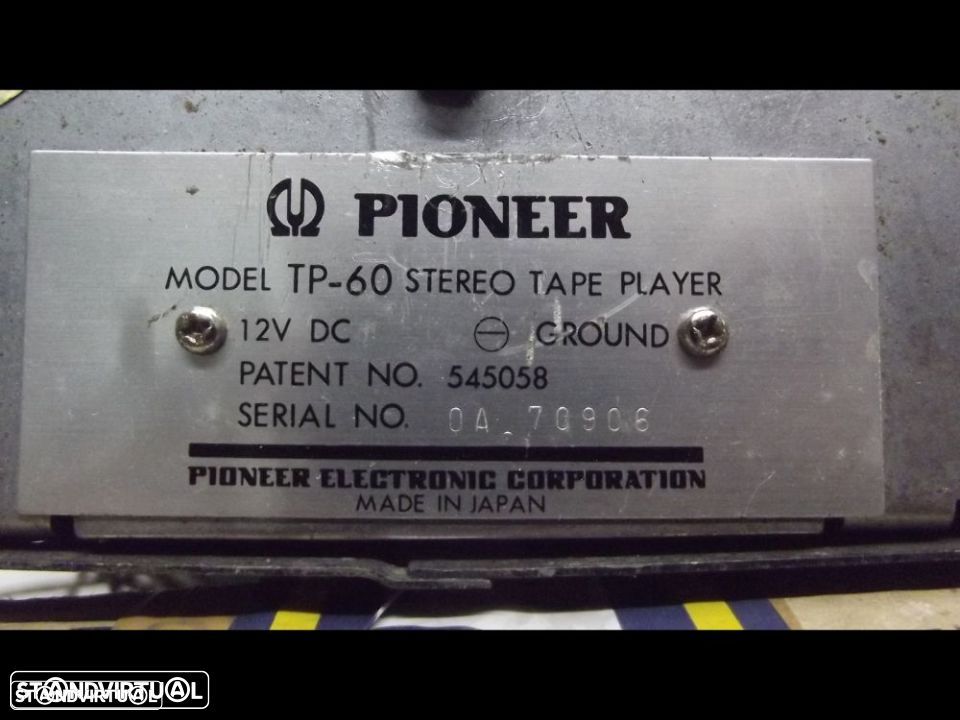 PIONEER
MODEL TP-60 STEREO TAPE PLAYER
12V DC ⊖ GROUND
PATENT NO. 545058
SERIAL NO. 0A 70906
PIONEER ELECTRONIC CORPORATION
MADE IN JAPAN
STANDVIRTUAL
STANDVIRTUAL